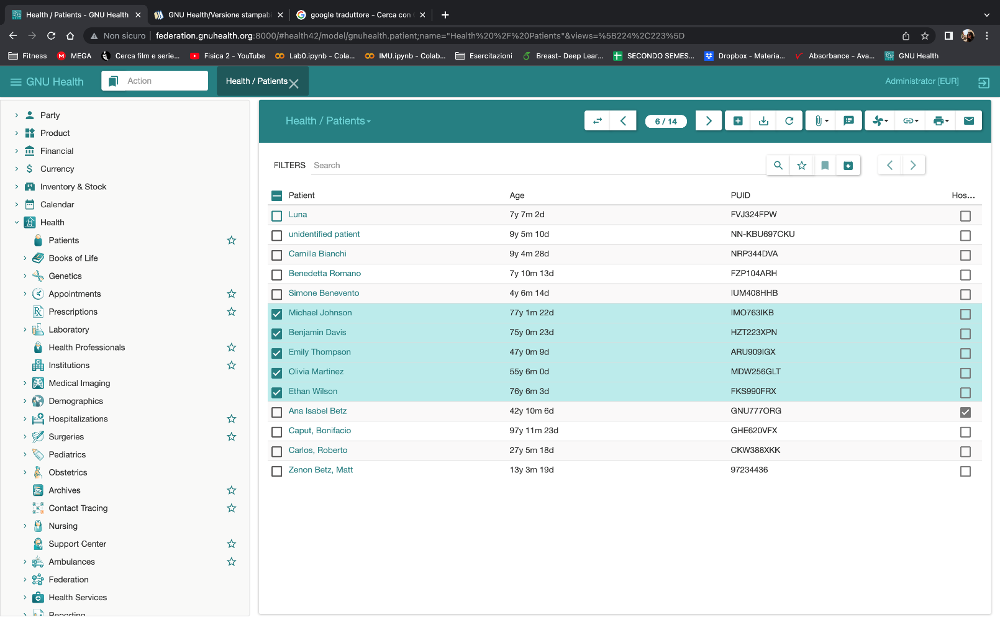 Health / Patients - GNU Health
GNU Health/Versione stampabi
google traduttore - Cerca con
Non sicuro
federation.gnuhealth.org:8000/#health42/model/gnuhealth.patient;name="Health%20%2F%20Patients"&views=%5B224%2C223%5D
Fitness
MEGA
Cerca film e serie...
Fisica 2 - YouTube
Lab0.ipynb - Cola...
IMU.ipynb - Colab...
Esercitazioni
Breast- Deep Lear...
SECONDO SEMES...
Dropbox - Materia...
Absorbance - Ava...
GNU Health
GNU Health
Action
Health / Patients
Administrator [EUR]
Party
Product
Financial
Currency
Inventory & Stock
Calendar
Health
Patients
Books of Life
Genetics
Appointments
Prescriptions
Laboratory
Health Professionals
Institutions
Medical Imaging
Demographics
Hospitalizations
Surgeries
Pediatrics
Obstetrics
Archives
Contact Tracing
Nursing
Support Center
Ambulances
Federation
Health Services
Reporting
Health / Patients
6 / 14
FILTERS Search
Patient Age PUID Hos...
Luna 7y 7m 2d FVJ324FPW
unidentified patient 9y 5m 10d NN-KBU697CKU
Camilla Bianchi 9y 4m 28d NRP344DVA
Benedetta Romano 7y 10m 13d FZP104ARH
Simone Benevento 4y 6m 14d IUM408HHB
Michael Johnson 77y 1m 22d IMO763IKB
Benjamin Davis 75y 0m 23d HZT223XPN
Emily Thompson 47y 0m 9d ARU909IGX
Olivia Martinez 55y 6m 0d MDW256GLT
Ethan Wilson 76y 6m 3d FKS990FRX
Ana Isabel Betz 42y 10m 6d GNU777ORG
Caput, Bonifacio 97y 11m 23d GHE620VFX
Carlos, Roberto 27y 5m 18d CKW388XKK
Zenon Betz, Matt 13y 3m 19d 97234436